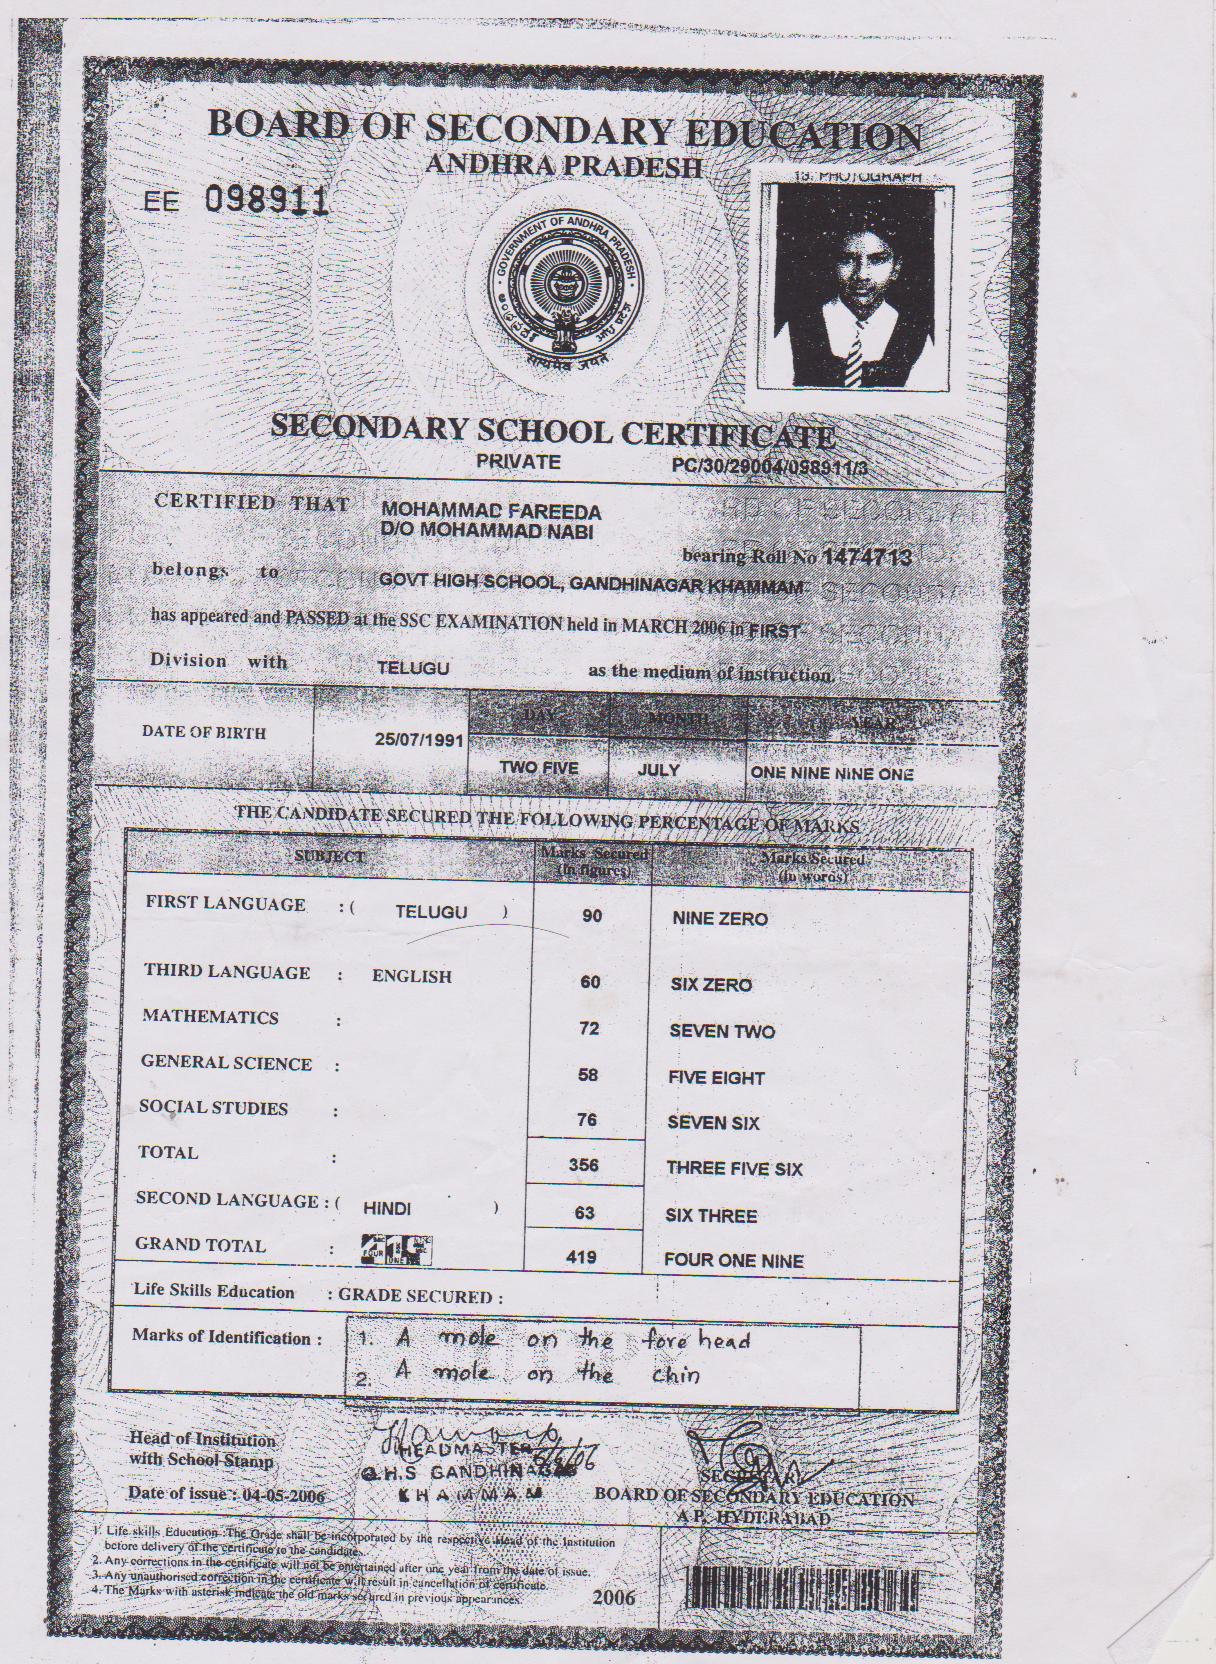 BOARD OF SECONDARY EDUCATION
ANDHRA PRADESH
EE 098911
13. PHOTOGRAPH
GOVERNMENT OF ANDHRA PRADESH
सत्यमेव जयते
SECONDARY SCHOOL CERTIFICATE
PRIVATE PC/30/29004/098911/3
CERTIFIED THAT MOHAMMAD FAREEDA
D/O MOHAMMAD NABI
bearing Roll No 1474713
belongs to GOVT HIGH SCHOOL, GANDHINAGAR KHAMMAM
has appeared and PASSED at the SSC EXAMINATION held in MARCH 2006 in FIRST
Division with TELUGU as the medium of instruction.
DAY MONTH YEAR
DATE OF BIRTH 25/07/1991
TWO FIVE JULY ONE NINE NINE ONE
THE CANDIDATE SECURED THE FOLLOWING PERCENTAGE OF MARKS
SUBJECT Marks Secured (In figures) Marks Secured (In words)
FIRST LANGUAGE : ( TELUGU ) 90 NINE ZERO
THIRD LANGUAGE : ENGLISH 60 SIX ZERO
MATHEMATICS : 72 SEVEN TWO
GENERAL SCIENCE : 58 FIVE EIGHT
SOCIAL STUDIES : 76 SEVEN SIX
TOTAL : 356 THREE FIVE SIX
SECOND LANGUAGE : ( HINDI ) 63 SIX THREE
GRAND TOTAL : 419 FOUR ONE NINE
Life Skills Education : GRADE SECURED :
Marks of Identification : 1. A mole on the fore head
2. A mole on the chin
Head of Institution
with School Stamp
HEADMASTER
G.H.S GANDHINAGAR
KHAMMAM
Date of issue : 04-05-2006
SECRETARY
BOARD OF SECONDARY EDUCATION
A.P. HYDERABAD
1. Life skills Education :The Grade shall be incorporated by the respective Head of the Institution
before delivery of the certificate to the candidate.
2. Any corrections in the certificate will not be entertained after one year from the date of issue.
3. Any unauthorised correction in the certificate will result in cancellation of certificate.
4. The Marks with asterisk indicate the old marks secured in previous appearances.
2006